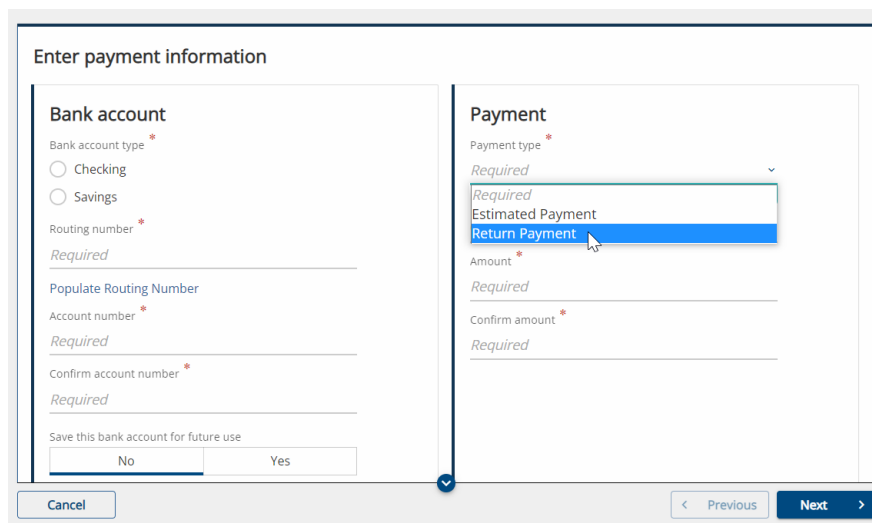 Enter payment information
Bank account
Bank account type *
Checking
Savings
Routing number *
Required
Populate Routing Number
Account number *
Required
Confirm account number *
Required
Save this bank account for future use
No Yes
Payment
Payment type *
Required
Required
Estimated Payment
Return Payment
Amount *
Required
Confirm amount *
Required
Cancel
< Previous
Next >